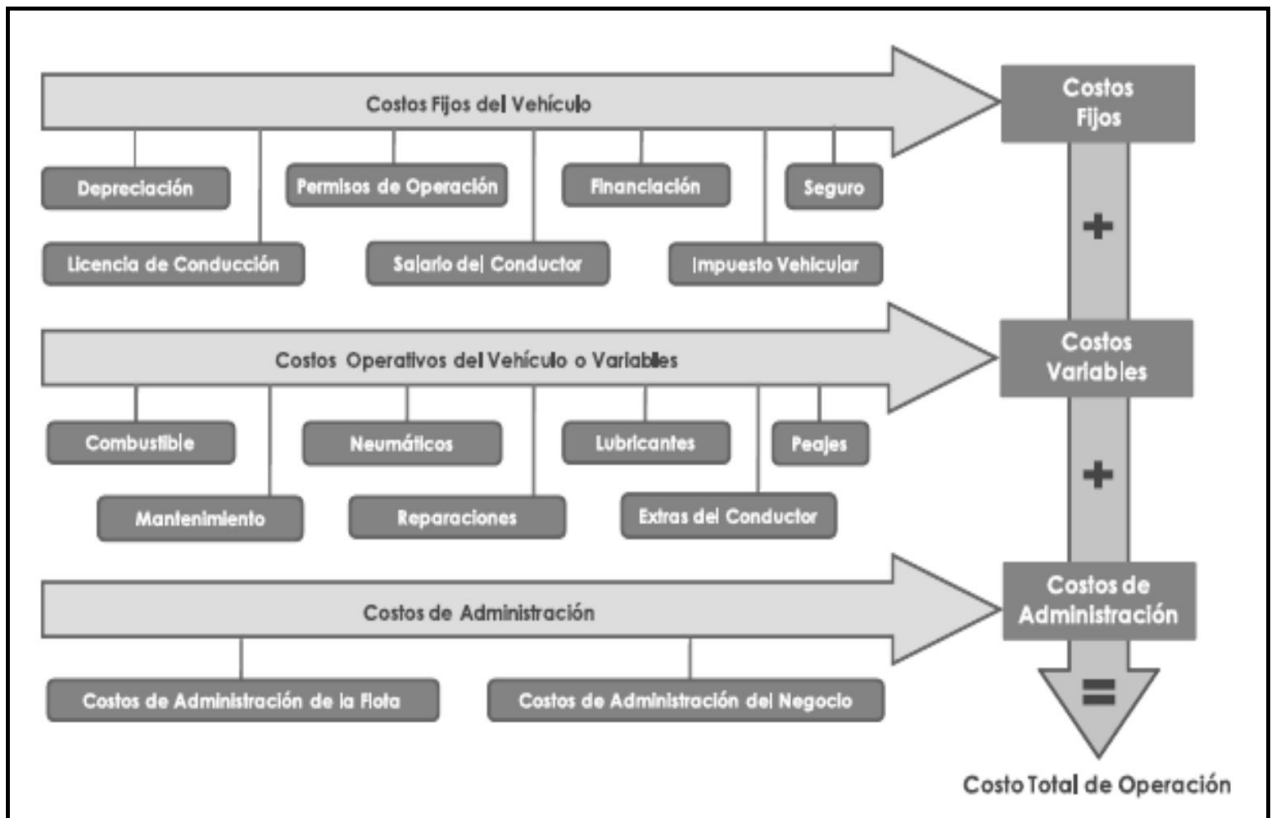 Costos Fijos del Vehículo
Costos
Fijos
Depreciación
Permisos de Operación
Financiación
Seguro
Licencia de Conducción
Salario del Conductor
Impuesto Vehicular
+
Costos Operativos del Vehículo o Variables
Costos
Variables
Combustible
Neumáticos
Lubricantes
Peajes
Mantenimiento
Reparaciones
Extras del Conductor
+
Costos de Administración
Costos de
Administración
Costos de Administración de la Flota
Costos de Administración del Negocio
=
Costo Total de Operación